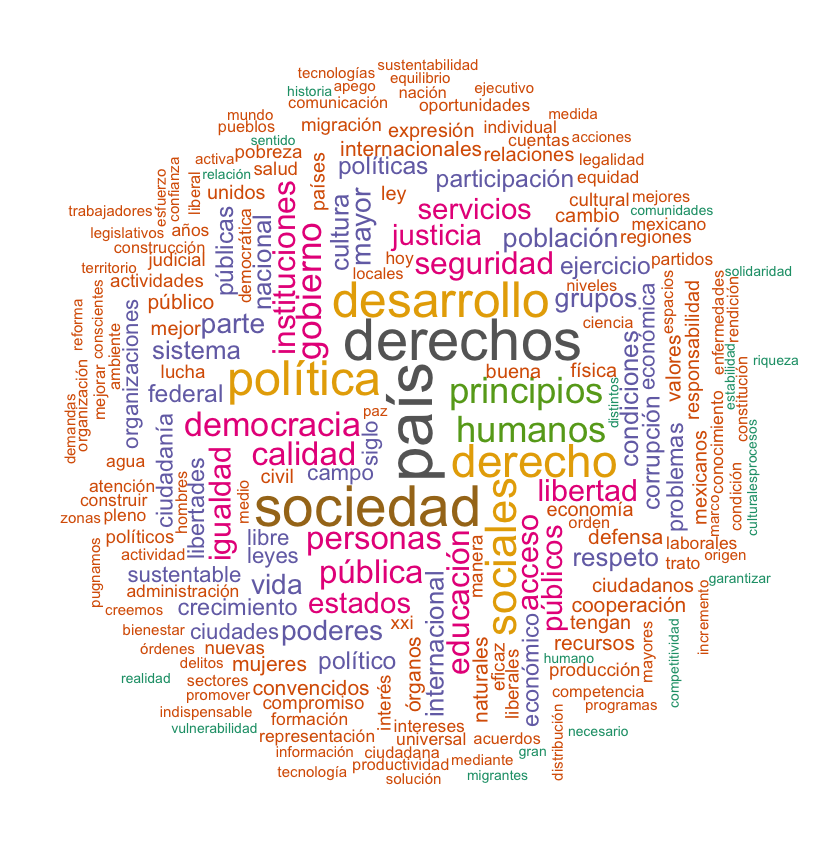 sustentabilidad
tecnologías
equilibrio
apego
ejecutivo
historia
nación
comunicación
oportunidades
mundo
medida
pueblos
migración
expresión
individual
sentido
cuentas
acciones
activa
pobreza
internacionales
relaciones
legalidad
relación
salud
políticas
participación
equidad
esfuerzo
confianza
liberal
unidos
países
ley
cultural
mejores
trabajadores
servicios
cambio
comunidades
legislativos
años
públicas
democrática
nacional
instituciones
gobierno
cultura
mayor
justicia
población
mexicano
regiones
construcción
judicial
hoy
seguridad
ejercicio
partidos
territorio
actividades
locales
niveles
solidaridad
público
desarrollo
grupos
espacios
enfermedades
rendición
reforma
conscientes
mejor
parte
derechos
ciencia
económica
valores
responsabilidad
organizaciones
sistema
condiciones
estabilidad
riqueza
mejorar
ambiente
lucha
política
buena
física
organización
demandas
federal
país
principios
distintos
corrupción
constitución
paz
democracia
humanos
problemas
conocimiento
ciudadanía
siglo
calidad
derecho
mexicanos
marco
condición
procesos
culturales
agua
igualdad
civil
campo
atención
libertades
hombres
medio
sociedad
sociales
libertad
construír
zonas
pleno
economía
orden
políticos
libre
personas
defensa
laborales
actividad
leyes
educación
manera
acceso
públicos
respeto
trato
origen
pugnamos
sustentable
vida
pública
garantizar
administración
ciudadanos
creemos
crecimiento
estados
internacional
cooperación
bienestar
ciudades
poderes
xxi
económico
tengan
incremento
órdenes
nuevas
recursos
mayores
delitos
mujeres
político
órganos
naturales
eficaz
liberales
humano
competitividad
realidad
sectores
convencidos
interés
producción
promover
compromiso
competencia
programas
indispensable
formación
intereses
vulnerabilidad
representación
universal
acuerdos
gran
distribución
necesario
información
ciudadana
mediante
tecnología
productividad
migrantes
solución